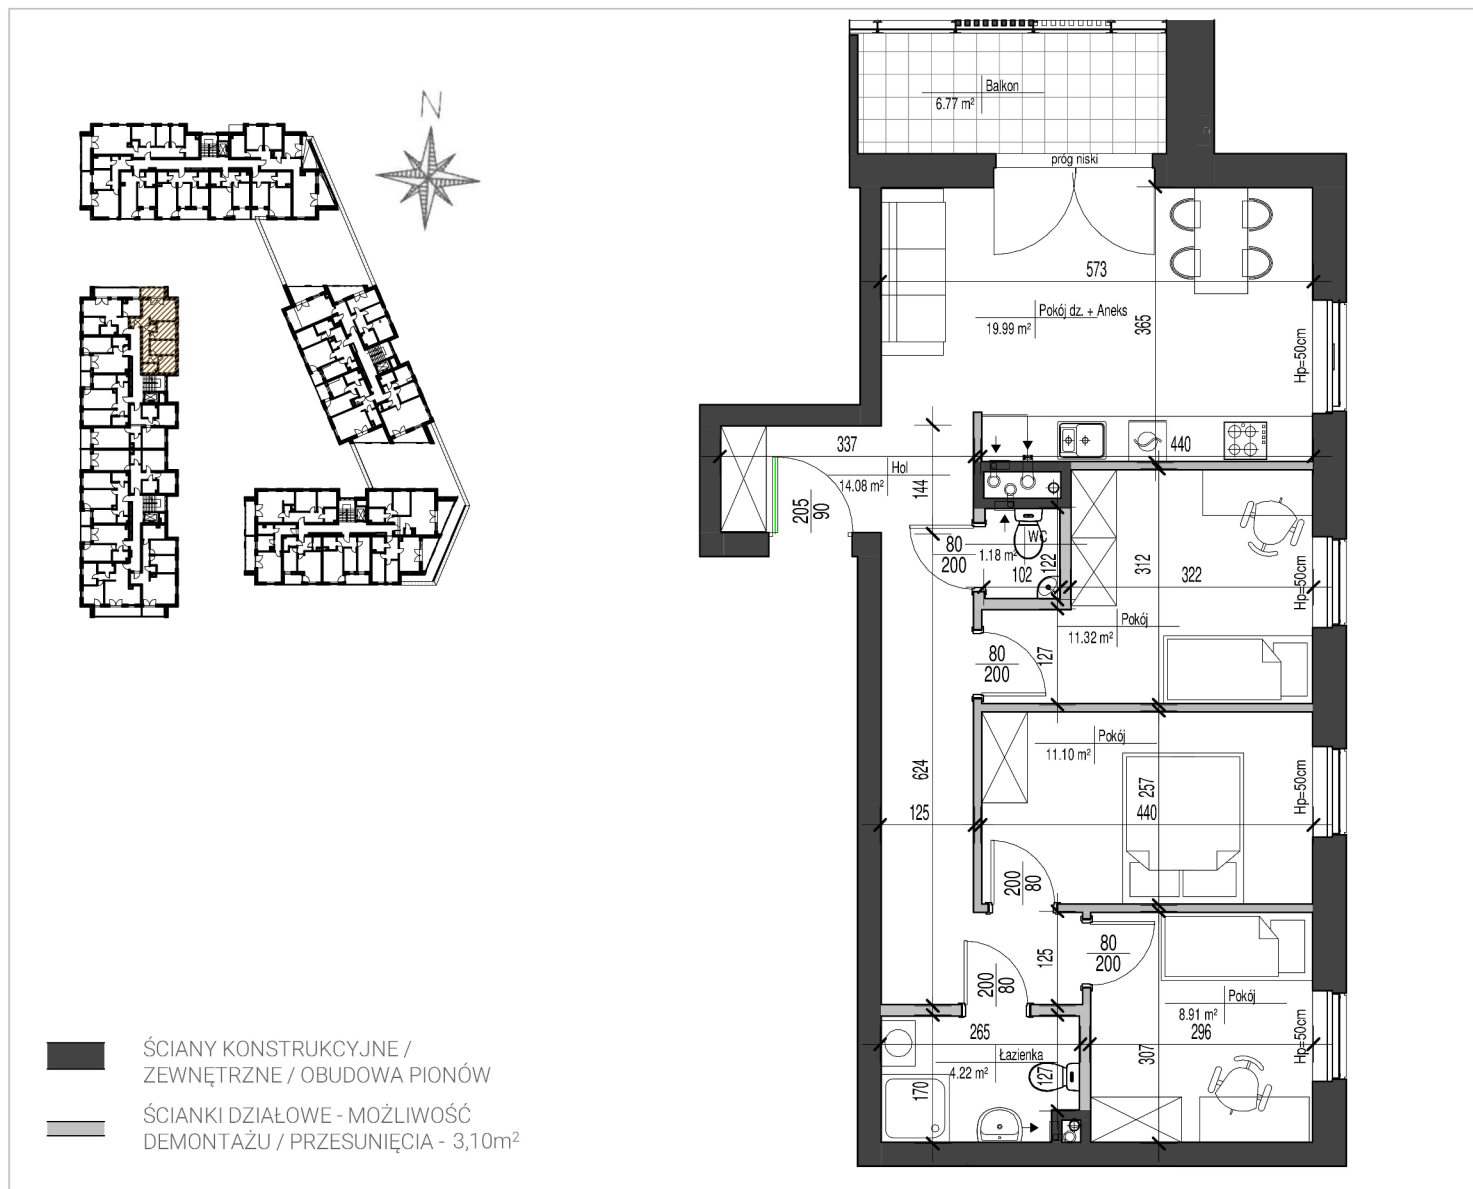 N
Balkon
6.77 m²
próg niski
573
Pokój dz. + Aneks
19.99 m²
365
Hp=50cm
337
440
Hol
14.08 m²
144
205
90
80
200
WC
1.18 m²
122
102
312
322
Hp=50cm
Pokój
11.32 m²
80
200
127
Pokój
11.10 m²
624
125
257
440
Hp=50cm
200
80
125
80
200
200
80
Pokój
8.91 m²
296
307
Hp=50cm
265
Łazienka
4.22 m²
127
170
ŚCIANY KONSTRUKCYJNE /
ZEWNĘTRZNE / OBUDOWA PIONÓW
ŚCIANKI DZIAŁOWE - MOŻLIWOŚĆ
DEMONTAŻU / PRZESUNIĘCIA - 3,10m²